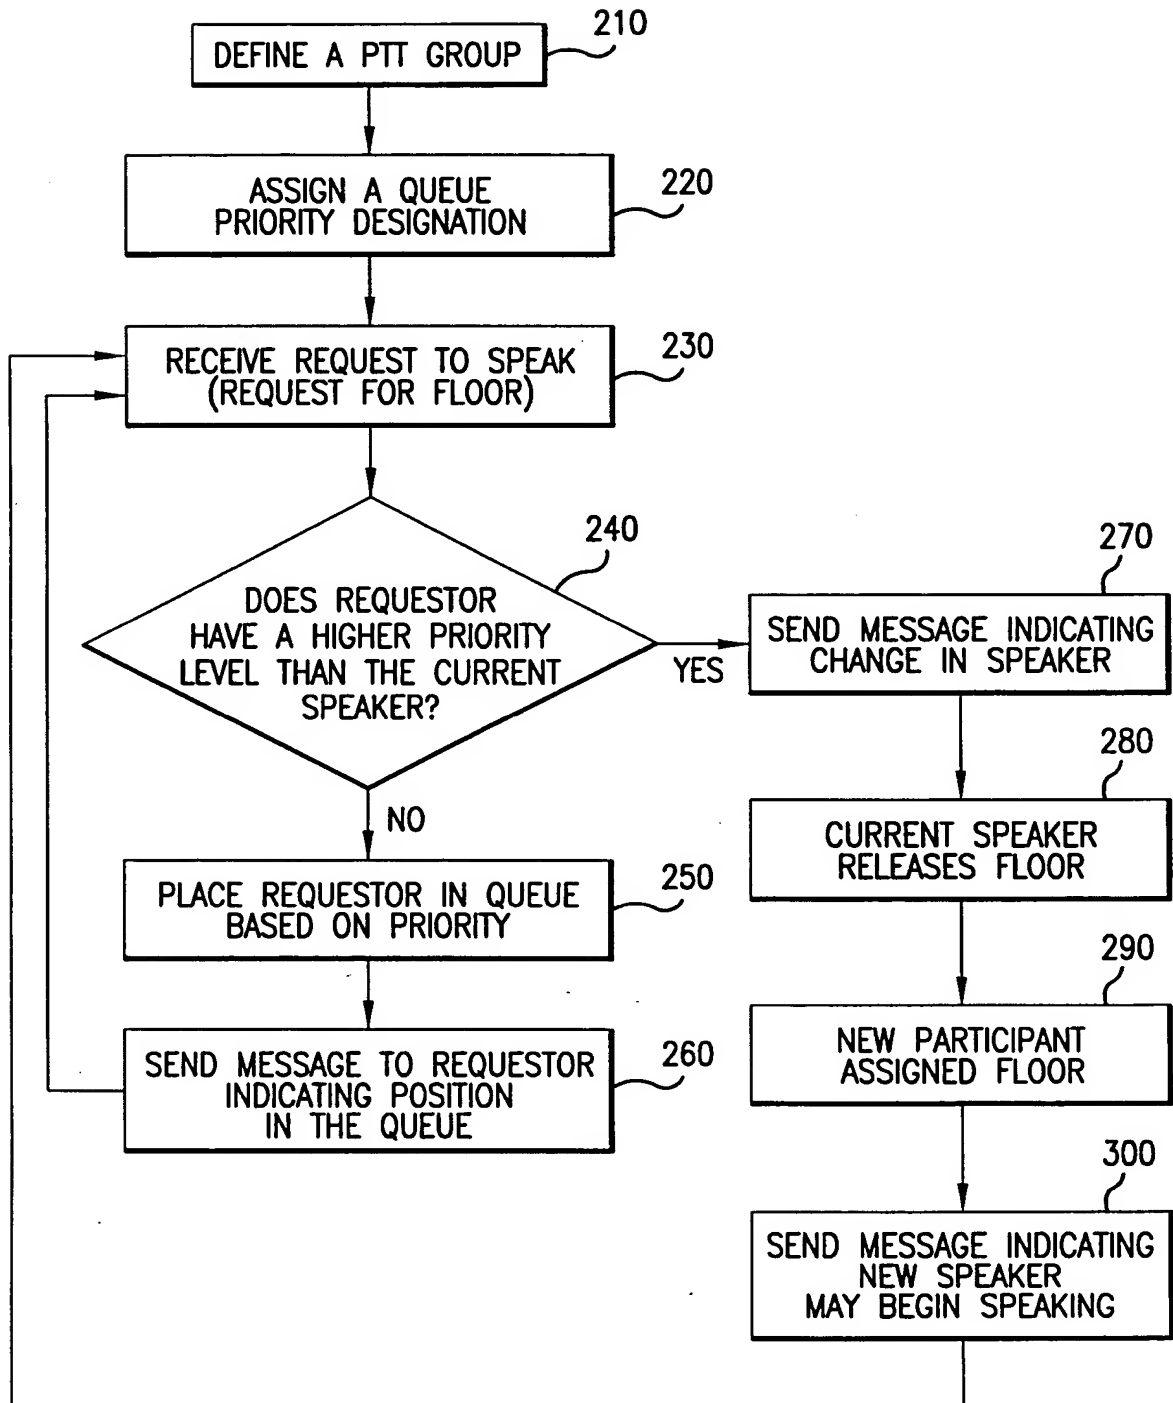 210
DEFINE A PTT GROUP
220
ASSIGN A QUEUE
PRIORITY DESIGNATION
230
RECEIVE REQUEST TO SPEAK
(REQUEST FOR FLOOR)
240
DOES REQUESTOR
HAVE A HIGHER PRIORITY
LEVEL THAN THE CURRENT
SPEAKER?
YES
NO
250
PLACE REQUESTOR IN QUEUE
BASED ON PRIORITY
260
SEND MESSAGE TO REQUESTOR
INDICATING POSITION
IN THE QUEUE
270
SEND MESSAGE INDICATING
CHANGE IN SPEAKER
280
CURRENT SPEAKER
RELEASES FLOOR
290
NEW PARTICIPANT
ASSIGNED FLOOR
300
SEND MESSAGE INDICATING
NEW SPEAKER
MAY BEGIN SPEAKING